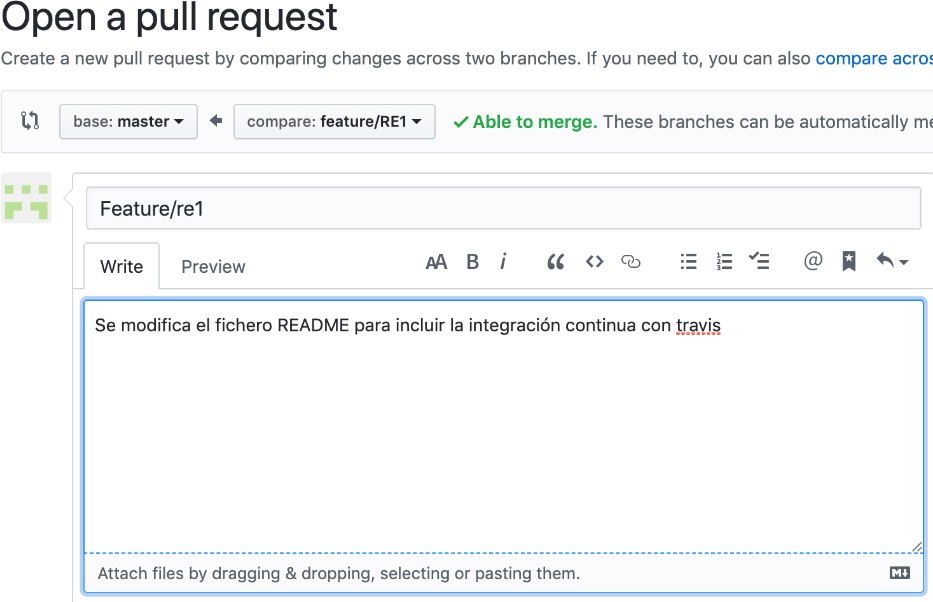 Open a pull request
Create a new pull request by comparing changes across two branches. If you need to, you can also compare
base: master compare: feature/RE1 Able to merge. These branches can be automatically
Feature/re1
Write Preview AA B i @
Se modifica el fichero README para incluir la integración continua con travis
Attach files by dragging & dropping, selecting or pasting them. M